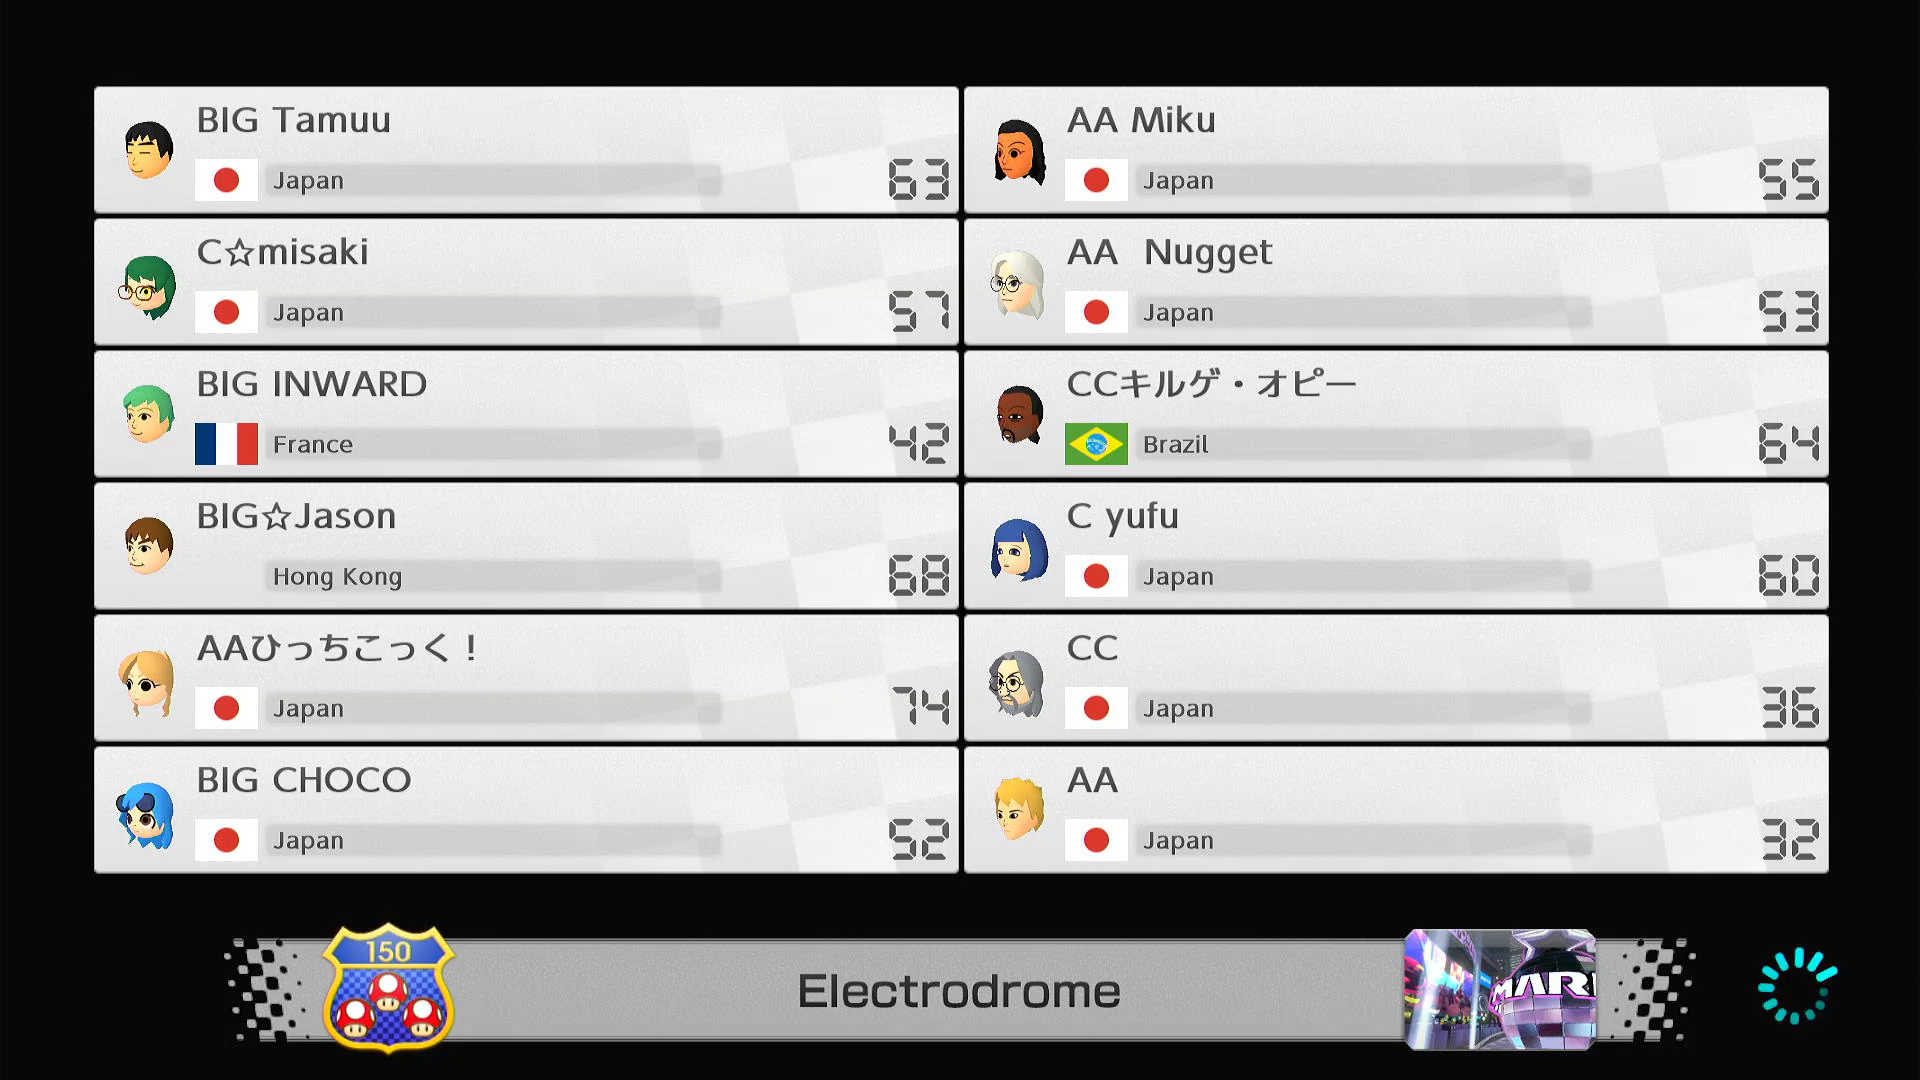 BIG Tamuu
Japan
63
C☆misaki
Japan
57
BIG INWARD
France
42
BIG☆Jason
Hong Kong
68
AAひっちこっく！
Japan
74
BIG CHOCO
Japan
52
AA Miku
Japan
55
AA  Nugget
Japan
53
CCキルゲ・オピー
Brazil
64
C yufu
Japan
60
CC
Japan
36
AA
Japan
32
150
Electrodrome